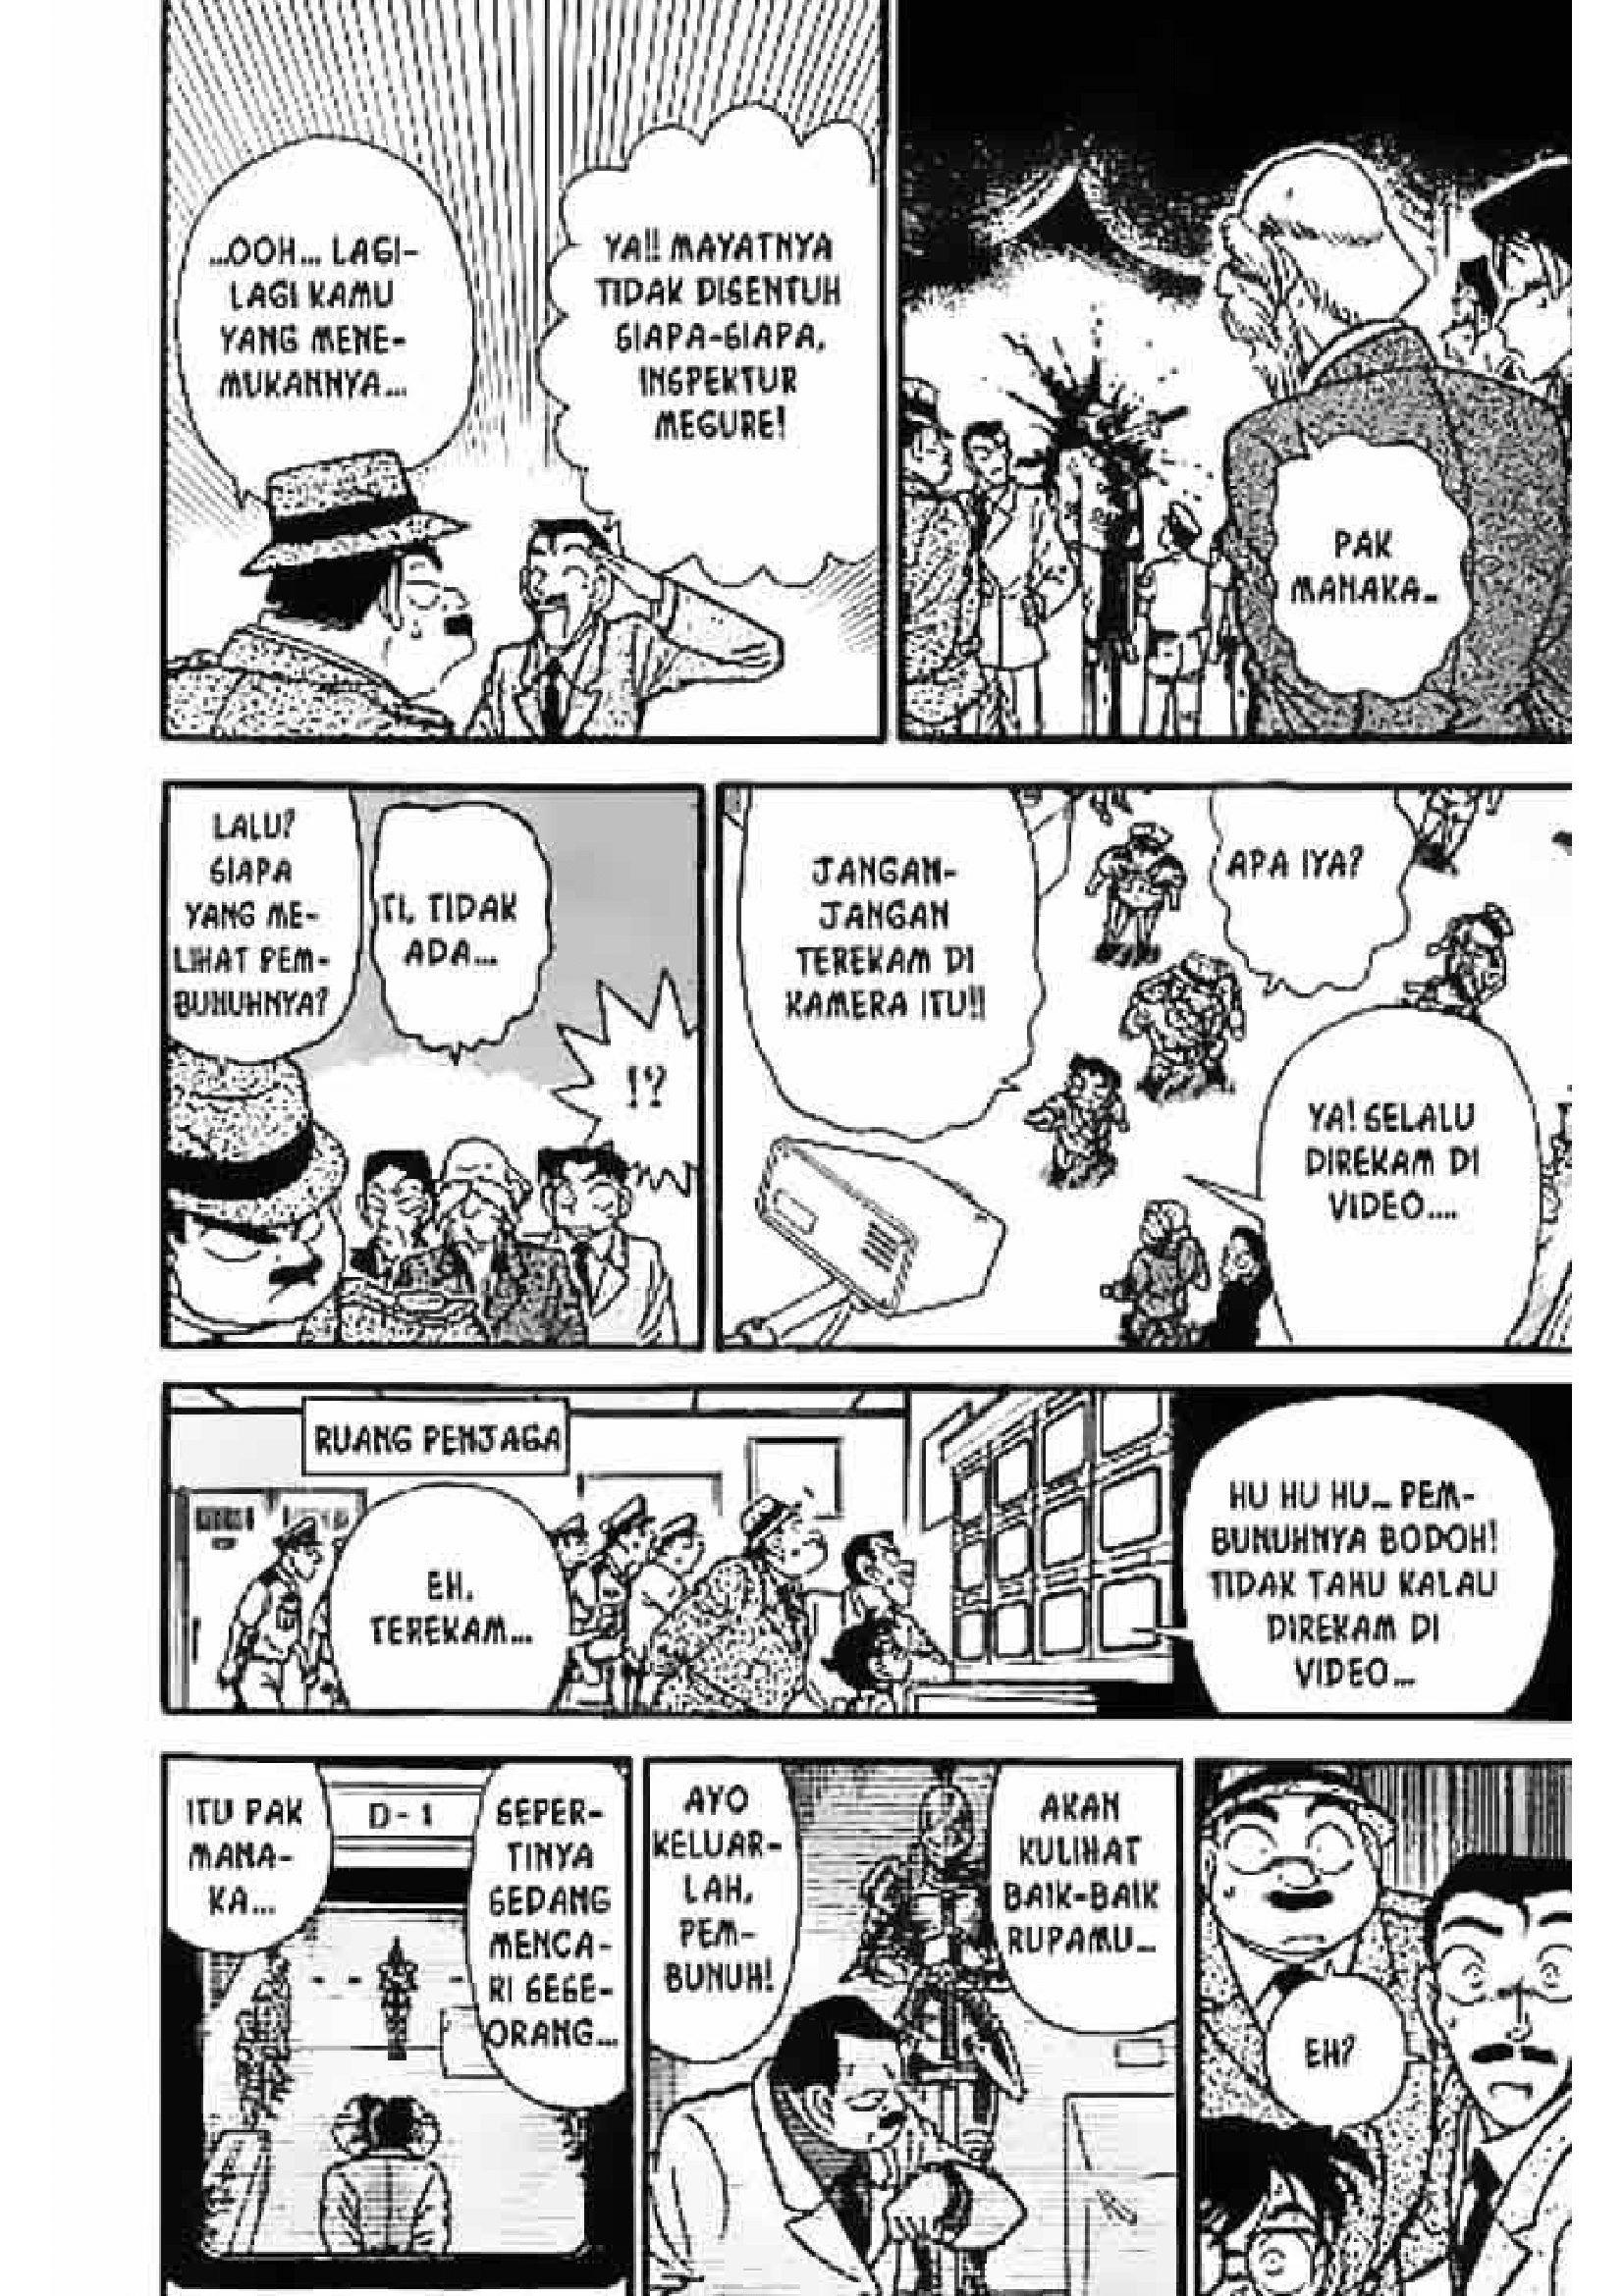 PAK
MANAKA...
YA!! MAYATNYA
TIDAK DISENTUH
SIAPA-SIAPA,
INSPEKTUR
MEGURE!
...OOH... LAGI-
LAGI KAMU
YANG MENE-
MUKANNYA...
APA IYA?
YA! SELALU
DIREKAM DI
VIDEO....
JANGAN-
JANGAN
TEREKAM DI
KAMERA ITU!!
!?
TI, TIDAK
ADA...
LALU?
SIAPA
YANG ME-
LIHAT PEM-
BUNUHNYA?
HU HU HU... PEM-
BUNUHNYA BODOH!
TIDAK TAHU KALAU
DIREKAM DI
VIDEO...
RUANG PENJAGA
EH,
TEREKAM...
EH?
AKAN
KULIHAT
BAIK-BAIK
RUPAMU...
AYO
KELUAR-
LAH,
PEM-
BUNUH!
SEPER-
TINYA
SEDANG
MENCA-
RI SESE-
ORANG...
D-1
ITU PAK
MANA-
KA...